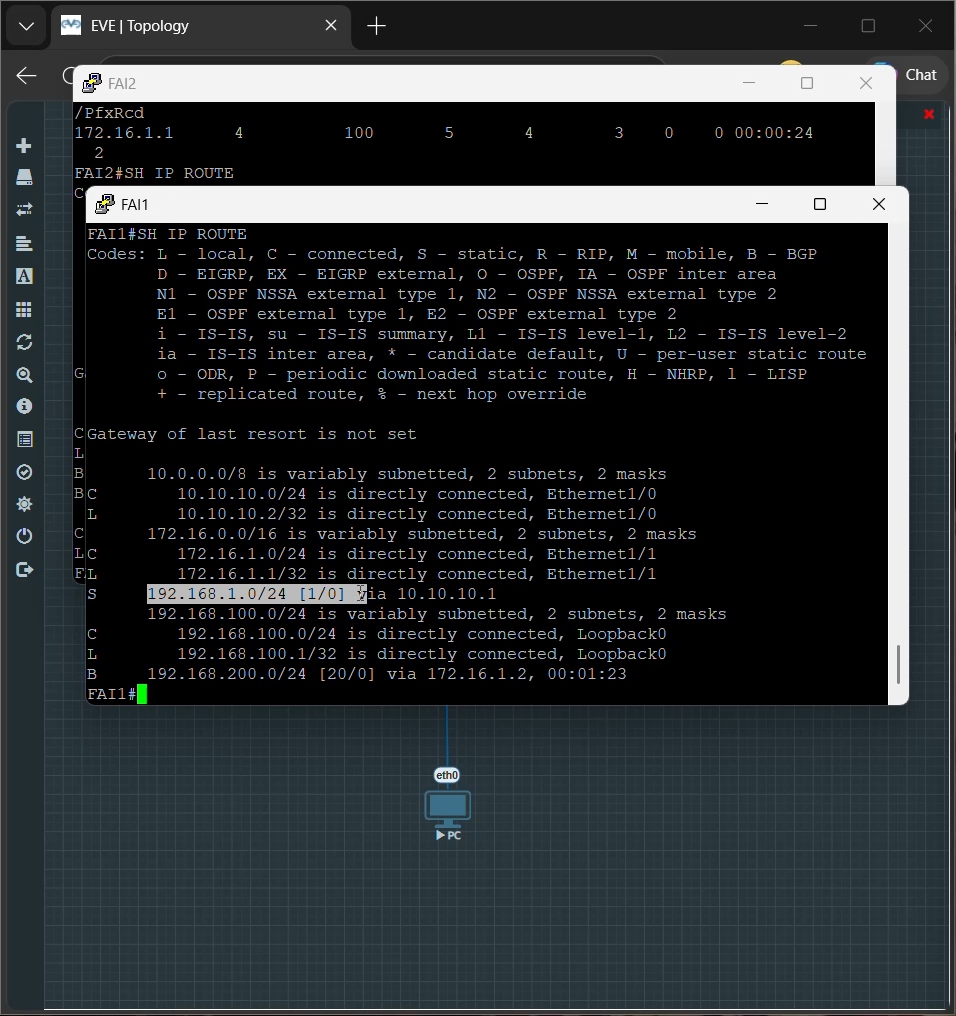 EVE | Topology
Chat
FAI2
/PfxRcd
172.16.1.1      4          100       5       4       3    0    0 00:00:24
  2
FAI2#SH IP ROUTE
C
G
C
L
B
B
C
L
F
FAI1
FAI1#SH IP ROUTE
Codes: L - local, C - connected, S - static, R - RIP, M - mobile, B - BGP
       D - EIGRP, EX - EIGRP external, O - OSPF, IA - OSPF inter area
       N1 - OSPF NSSA external type 1, N2 - OSPF NSSA external type 2
       E1 - OSPF external type 1, E2 - OSPF external type 2
       i - IS-IS, su - IS-IS summary, L1 - IS-IS level-1, L2 - IS-IS level-2
       ia - IS-IS inter area, * - candidate default, U - per-user static route
       o - ODR, P - periodic downloaded static route, H - NHRP, l - LISP
       + - replicated route, % - next hop override
Gateway of last resort is not set
      10.0.0.0/8 is variably subnetted, 2 subnets, 2 masks
C        10.10.10.0/24 is directly connected, Ethernet1/0
L        10.10.10.2/32 is directly connected, Ethernet1/0
      172.16.0.0/16 is variably subnetted, 2 subnets, 2 masks
C        172.16.1.0/24 is directly connected, Ethernet1/1
L        172.16.1.1/32 is directly connected, Ethernet1/1
S     192.168.1.0/24 [1/0] via 10.10.10.1
      192.168.100.0/24 is variably subnetted, 2 subnets, 2 masks
C        192.168.100.0/24 is directly connected, Loopback0
L        192.168.100.1/32 is directly connected, Loopback0
B     192.168.200.0/24 [20/0] via 172.16.1.2, 00:01:23
FAI1#
eth0
PC